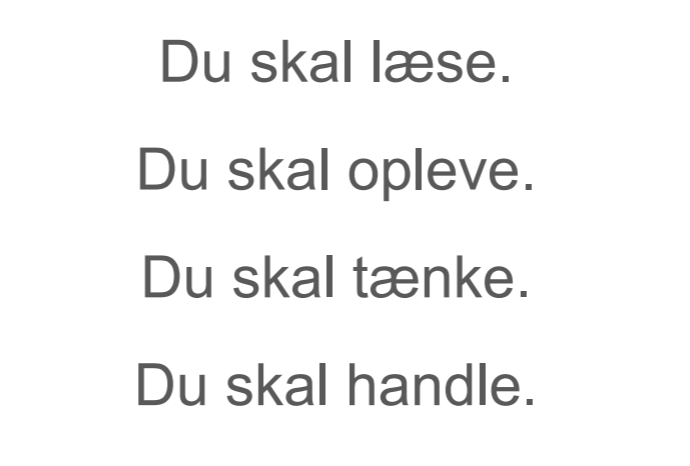 Du skal læse.
Du skal opleve.
Du skal tænke.
Du skal handle.